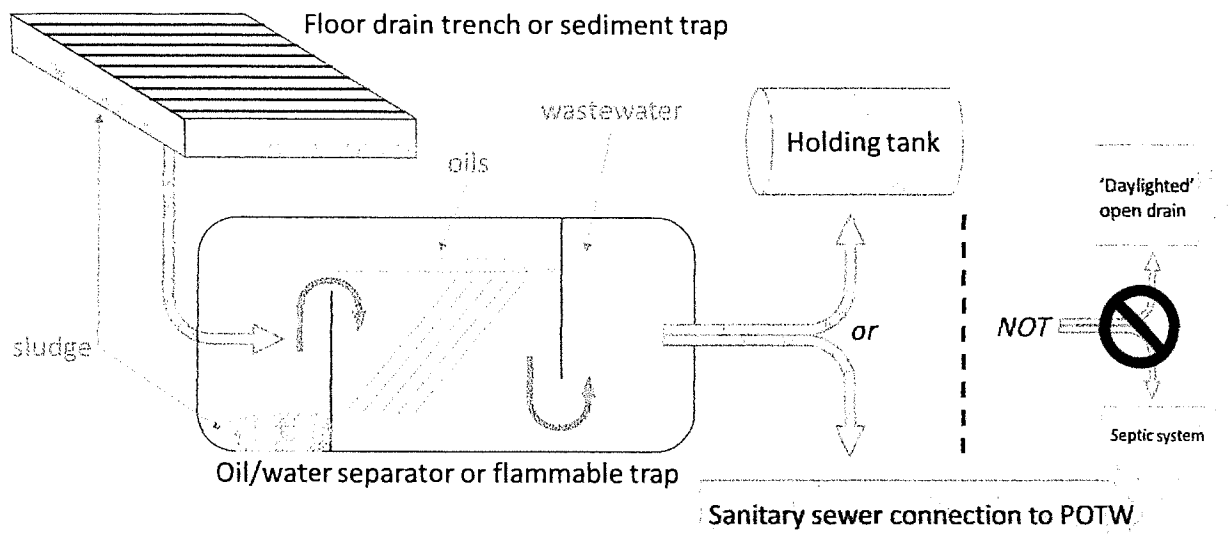 Floor drain trench or sediment trap
wastewater
oils
Holding tank
'Daylighted'
open drain
or
NOT
sludge
Septic system
Oil/water separator or flammable trap
Sanitary sewer connection to POTW